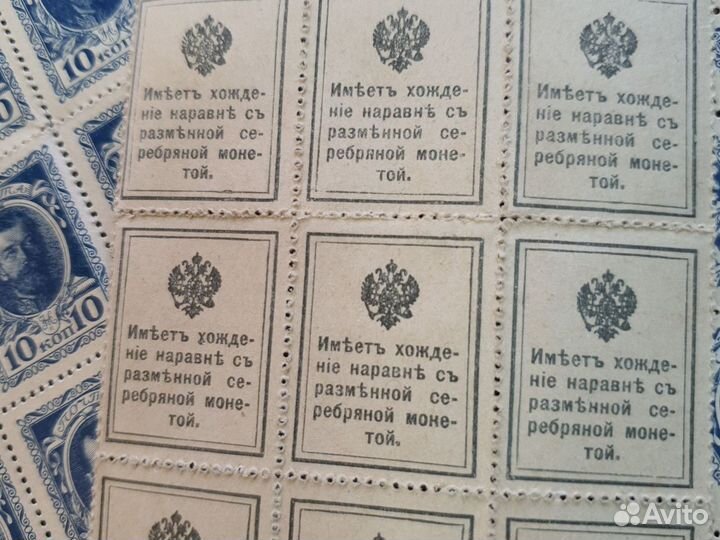 10 КОП
Имѣетъ хожде-
ніе наравнѣ съ
размѣнной се-
ребряной моне-
той.
Имѣетъ хожде-
ніе наравнѣ съ
размѣнной се-
ребряной моне-
той.
Имѣетъ хожде-
ніе наравнѣ съ
размѣнной се-
ребряной моне-
той.
10 КОП 10
Имѣетъ хожде-
ніе наравнѣ съ
размѣнной се-
ребряной моне-
той.
Имѣетъ хожде-
ніе наравнѣ съ
размѣнной се-
ребряной моне-
той.
Имѣетъ хожде-
ніе наравнѣ съ
размѣнной се-
ребряной моне-
той.
ПОЧТА
Avito